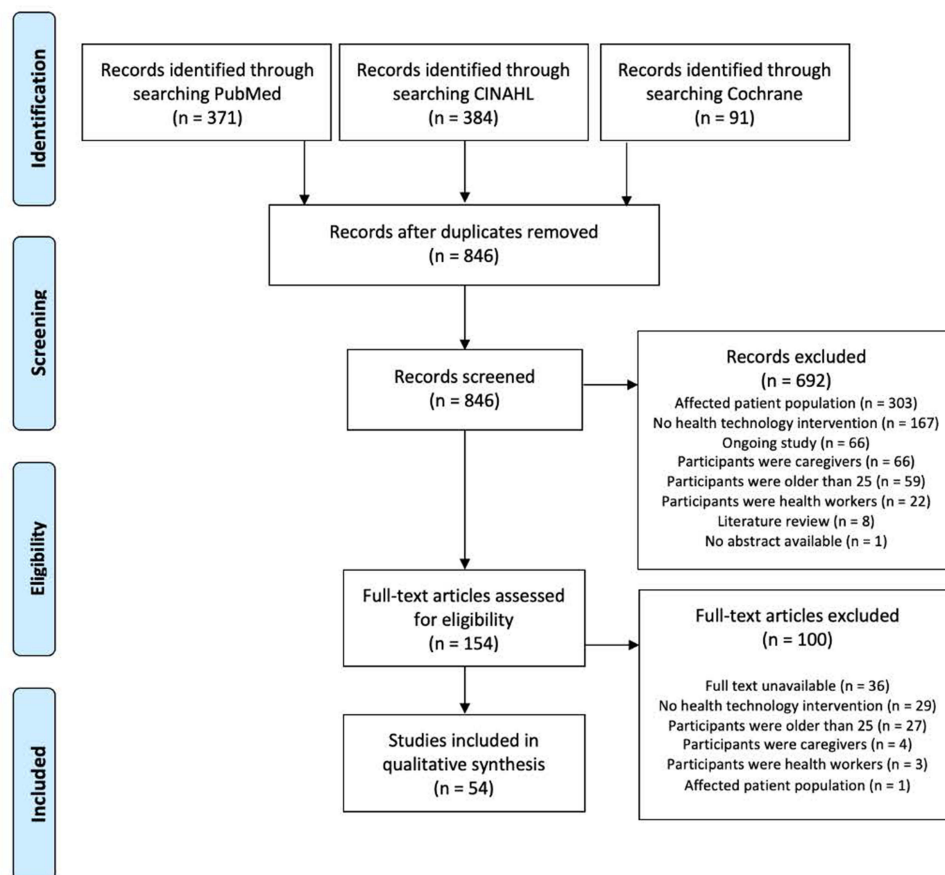 Identification
Records identified through
searching PubMed
(n = 371)
Records identified through
searching CINAHL
(n = 384)
Records identified through
searching Cochrane
(n = 91)
Records after duplicates removed
(n = 846)
Screening
Records screened
(n = 846)
Records excluded
(n = 692)
Affected patient population (n = 303)
No health technology intervention (n = 167)
Ongoing study (n = 66)
Participants were caregivers (n = 66)
Participants were older than 25 (n = 59)
Participants were health workers (n = 22)
Literature review (n = 8)
No abstract available (n = 1)
Eligibility
Full-text articles assessed
for eligibility
(n = 154)
Full-text articles excluded
(n = 100)
Full text unavailable (n = 36)
No health technology intervention (n = 29)
Participants were older than 25 (n = 27)
Participants were caregivers (n = 4)
Participants were health workers (n = 3)
Affected patient population (n = 1)
Included
Studies included in
qualitative synthesis
(n = 54)